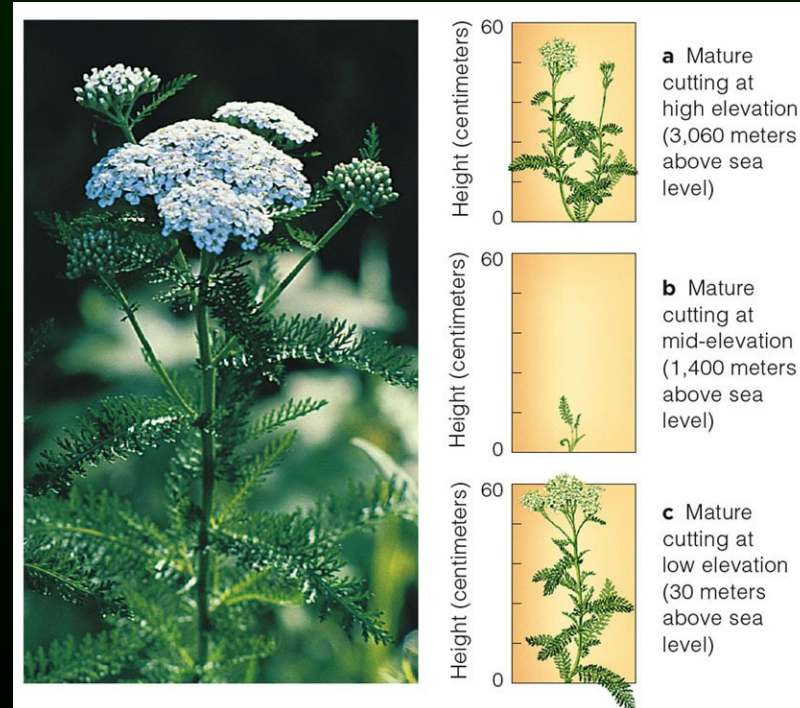 60
Height (centimeters)
0
a Mature
cutting at
high elevation
(3,060 meters
above sea
level)
60
Height (centimeters)
0
b Mature
cutting at
mid-elevation
(1,400 meters
above sea
level)
60
Height (centimeters)
0
c Mature
cutting at
low elevation
(30 meters
above sea
level)